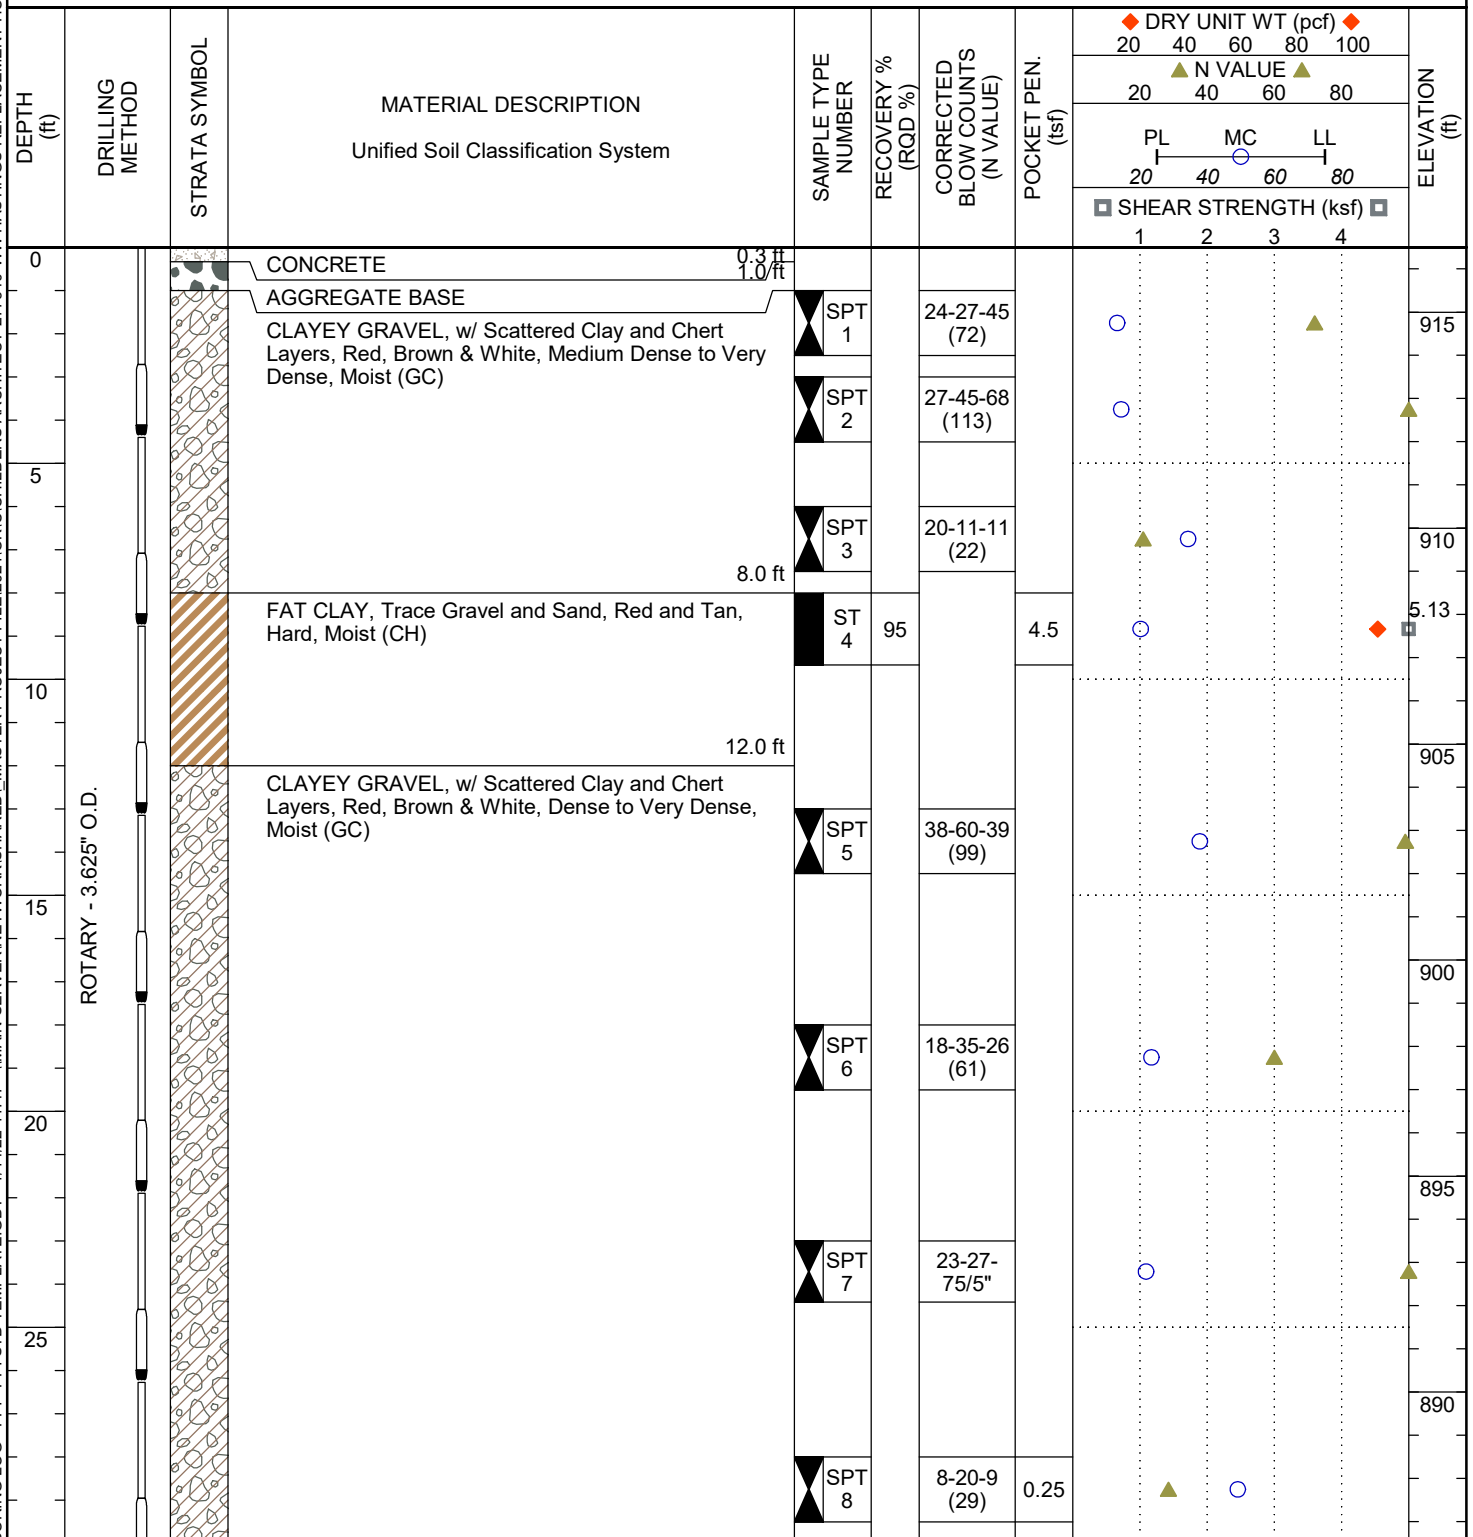 DEPTH
(ft)
DRILLING
METHOD
STRATA SYMBOL
MATERIAL DESCRIPTION
Unified Soil Classification System
SAMPLE TYPE
NUMBER
RECOVERY %
(RQD %)
CORRECTED
BLOW COUNTS
(N VALUE)
POCKET PEN.
(tsf)
DRY UNIT WT (pcf)
20 40 60 80 100
N VALUE
20 40 60 80
PL MC LL
20 40 60 80
SHEAR STRENGTH (ksf)
1 2 3 4
ELEVATION
(ft)
0
CONCRETE
0.3 ft
1.0 ft
AGGREGATE BASE
CLAYEY GRAVEL, w/ Scattered Clay and Chert
Layers, Red, Brown & White, Medium Dense to Very
Dense, Moist (GC)
SPT
1
24-27-45
(72)
915
SPT
2
27-45-68
(113)
5
SPT
3
20-11-11
(22)
910
8.0 ft
FAT CLAY, Trace Gravel and Sand, Red and Tan,
Hard, Moist (CH)
ST
4
95
4.5
5.13
10
12.0 ft
905
CLAYEY GRAVEL, w/ Scattered Clay and Chert
Layers, Red, Brown & White, Dense to Very Dense,
Moist (GC)
SPT
5
38-60-39
(99)
ROTARY - 3.625" O.D.
15
900
SPT
6
18-35-26
(61)
20
895
SPT
7
23-27-
75/5"
25
890
SPT
8
8-20-9
(29)
0.25